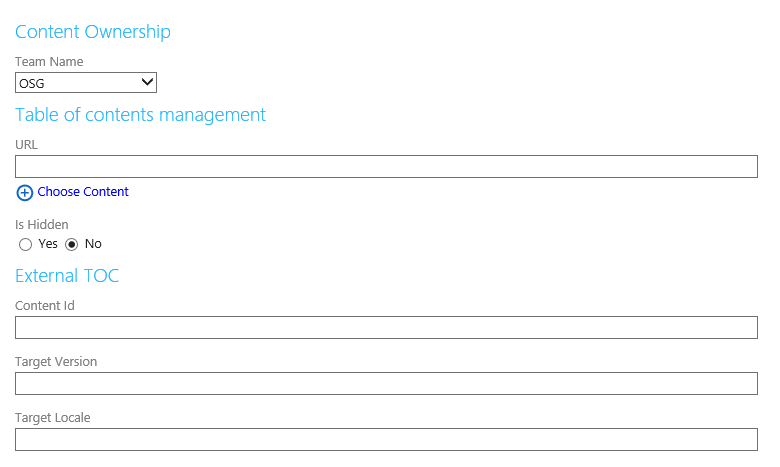 Content Ownership
Team Name
OSG
Table of contents management
URL
Choose Content
Is Hidden
Yes No
External TOC
Content Id
Target Version
Target Locale